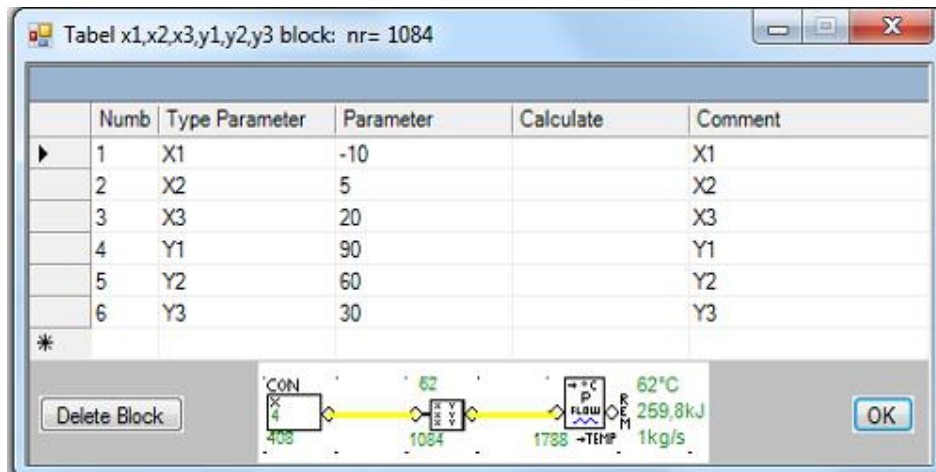 Tabel x1,x2,x3,y1,y2,y3 block: nr= 1084
Numb Type Parameter Parameter Calculate Comment
1 X1 -10 X1
2 X2 5 X2
3 X3 20 X3
4 Y1 90 Y1
5 Y2 60 Y2
6 Y3 30 Y3
Delete Block
CON
X
4
408
62
X Y
X Y
1084
→°C
P
FLOW
1788 →TEMP
REM
62°C
259,8kJ
1kg/s
OK